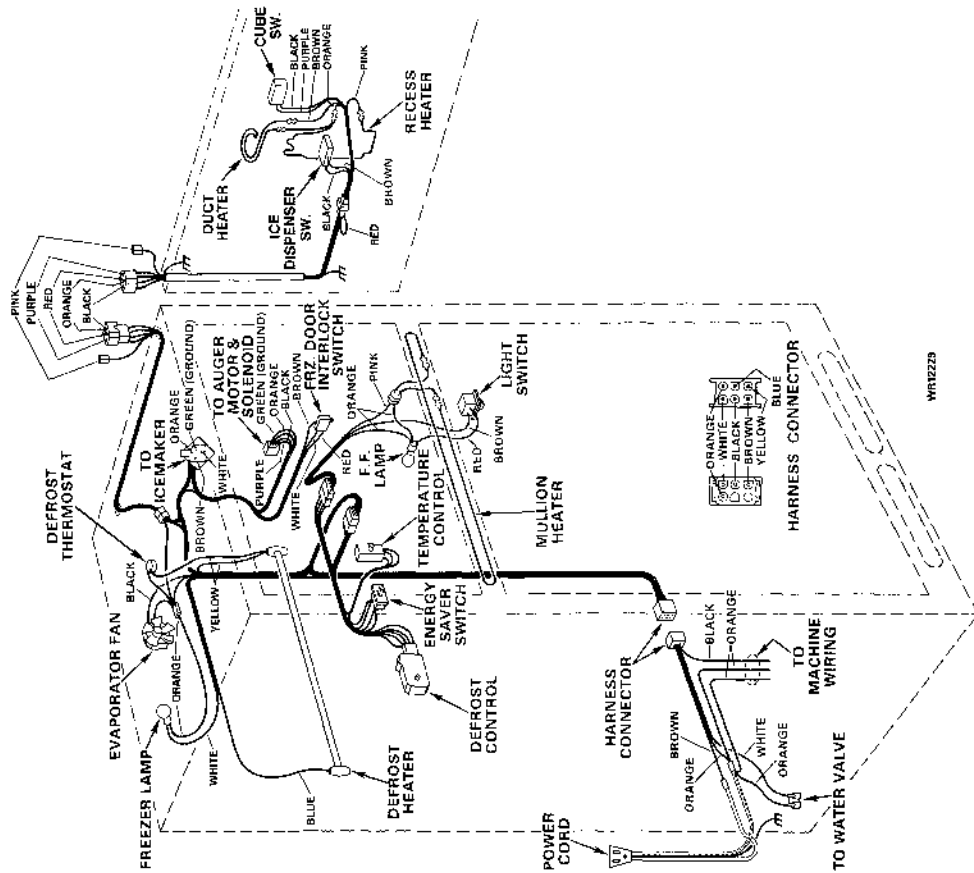 PINK
PURPLE
RED
ORANGE
BLACK
CUBE
SW.
BLACK
PURPLE
BROWN
ORANGE
PINK
DUCT
HEATER
ICE
DISPENSER
SW.
BLACK
RED
BROWN
RECESS
HEATER
DEFROST
THERMOSTAT
TO
ICEMAKER
ORANGE
GREEN (GROUND)
WHITE
TO AUGER
MOTOR &
SOLENOID
GREEN (GROUND)
ORANGE
BLACK
BROWN
PURPLE
WHITE
FRZ. DOOR
INTERLOCK
SWITCH
RED
ORANGE
PINK
F.F.
LAMP
LIGHT
SWITCH
RED
BROWN
EVAPORATOR FAN
BLACK
BROWN
YELLOW
ORANGE
FREEZER LAMP
WHITE
BLUE
DEFROST
HEATER
TEMPERATURE
CONTROL
ENERGY
SAVER
SWITCH
DEFROST
CONTROL
MULLION
HEATER
HARNESS
CONNECTOR
BLACK
ORANGE
TO
MACHINE
WIRING
BROWN
ORANGE
WHITE
ORANGE
POWER
CORD
TO WATER VALVE
ORANGE
WHITE
BLACK
BROWN
YELLOW
BLUE
HARNESS CONNECTOR
WR12229